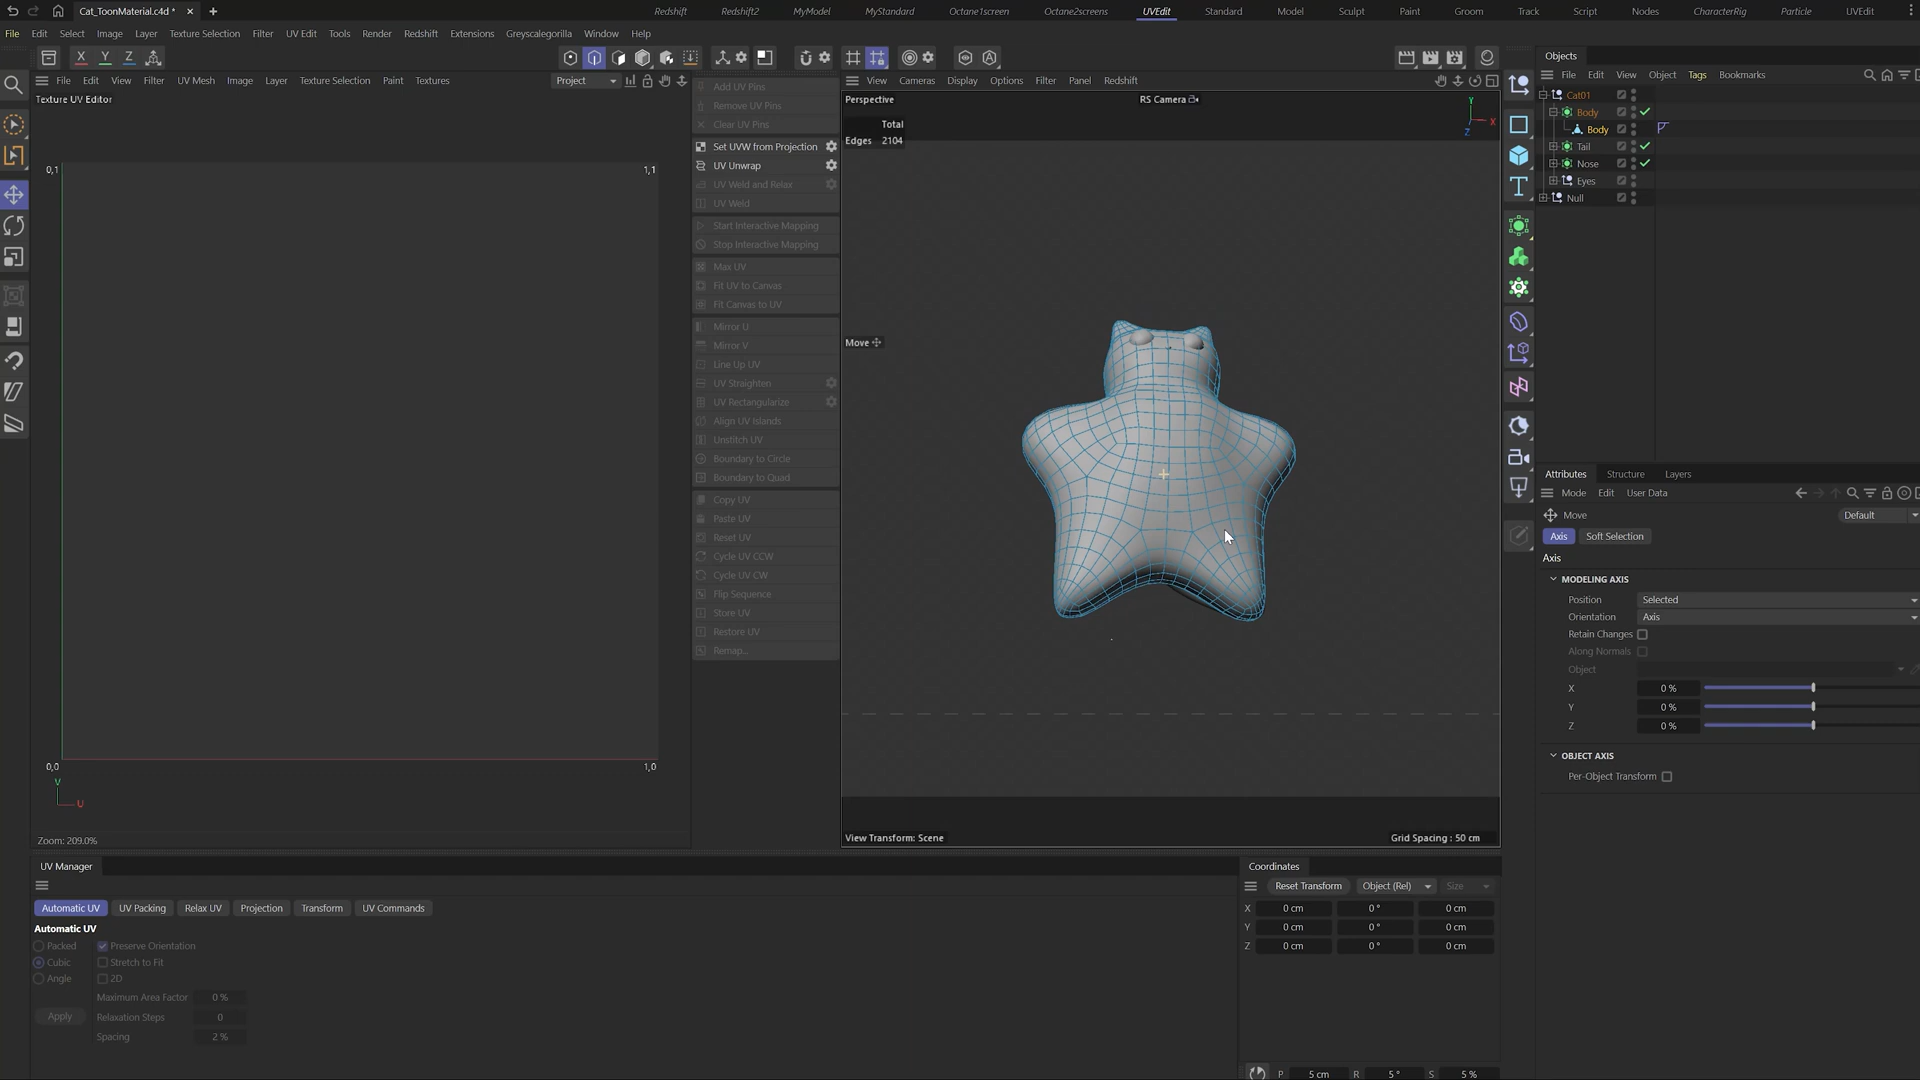 Cat_ToonMaterial.c4d *
Redshift
Redshift2
MyModel
MyStandard
Octane1screen
Octane2screens
UVEdit
Standard
Model
Sculpt
Paint
Groom
Track
Script
Nodes
CharacterRig
Particle
UVEdit
File
Edit
Select
Image
Layer
Texture Selection
Filter
UV Edit
Tools
Render
Redshift
Extensions
Greyscalegorilla
Window
Help
X
Y
Z
File
Edit
View
Filter
UV Mesh
Image
Layer
Texture Selection
Paint
Textures
Project
Texture UV Editor
0,1
1,1
0,0
1,0
V
U
Zoom: 209.0%
Add UV Pins
Remove UV Pins
Clear UV Pins
Set UVW from Projection
UV Unwrap
UV Weld and Relax
UV Weld
Start Interactive Mapping
Stop Interactive Mapping
Max UV
Fit UV to Canvas
Fit Canvas to UV
Mirror U
Mirror V
Line Up UV
UV Straighten
UV Rectangularize
Align UV Islands
Unstitch UV
Boundary to Circle
Boundary to Quad
Copy UV
Paste UV
Reset UV
Cycle UV CCW
Cycle UV CW
Flip Sequence
Store UV
Restore UV
Remap...
View
Cameras
Display
Options
Filter
Panel
Redshift
Perspective
RS Camera
Y
X
Z
Total
Edges 2104
Move
View Transform: Scene
Grid Spacing : 50 cm
Objects
File
Edit
View
Object
Tags
Bookmarks
Cat01
Body
Body
Tail
Nose
Eyes
Null
Attributes
Structure
Layers
Mode
Edit
User Data
Move
Default
Axis
Soft Selection
Axis
MODELING AXIS
Position
Selected
Orientation
Axis
Retain Changes
Along Normals
Object
X
0 %
Y
0 %
Z
0 %
OBJECT AXIS
Per-Object Transform
UV Manager
Automatic UV
UV Packing
Relax UV
Projection
Transform
UV Commands
Automatic UV
Packed
Preserve Orientation
Cubic
Stretch to Fit
Angle
2D
Maximum Area Factor
0 %
Apply
Relaxation Steps
0
Spacing
2 %
Coordinates
Reset Transform
Object (Rel)
Size
X
0 cm
0 °
0 cm
Y
0 cm
0 °
0 cm
Z
0 cm
0 °
0 cm
P
5 cm
R
5 °
S
5 %